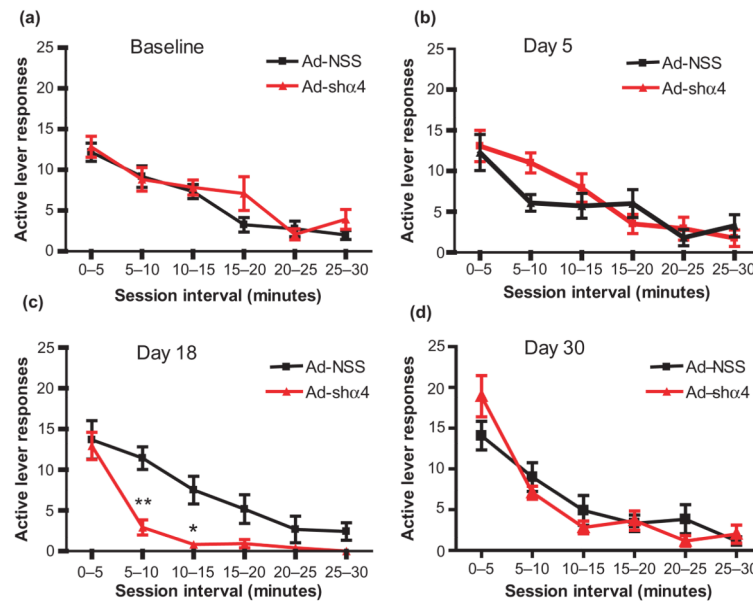 (a)
Baseline
Ad-NSS
Ad-shα4
Active lever responses
25
20
15
10
5
0
0–5 5–10 10–15 15–20 20–25 25–30
Session interval (minutes)
(b)
Day 5
Ad-NSS
Ad-shα4
Active lever responses
25
20
15
10
5
0
0–5 5–10 10–15 15–20 20–25 25–30
Session interval (minutes)
(c)
Day 18
Ad-NSS
Ad-shα4
Active lever responses
25
20
15
10
5
0
**
*
0–5 5–10 10–15 15–20 20–25 25–30
Session interval (minutes)
(d)
Day 30
Ad–NSS
Ad–shα4
Active lever responses
25
20
15
10
5
0
0–5 5–10 10–15 15–20 20–25 25–30
Session interval (minutes)